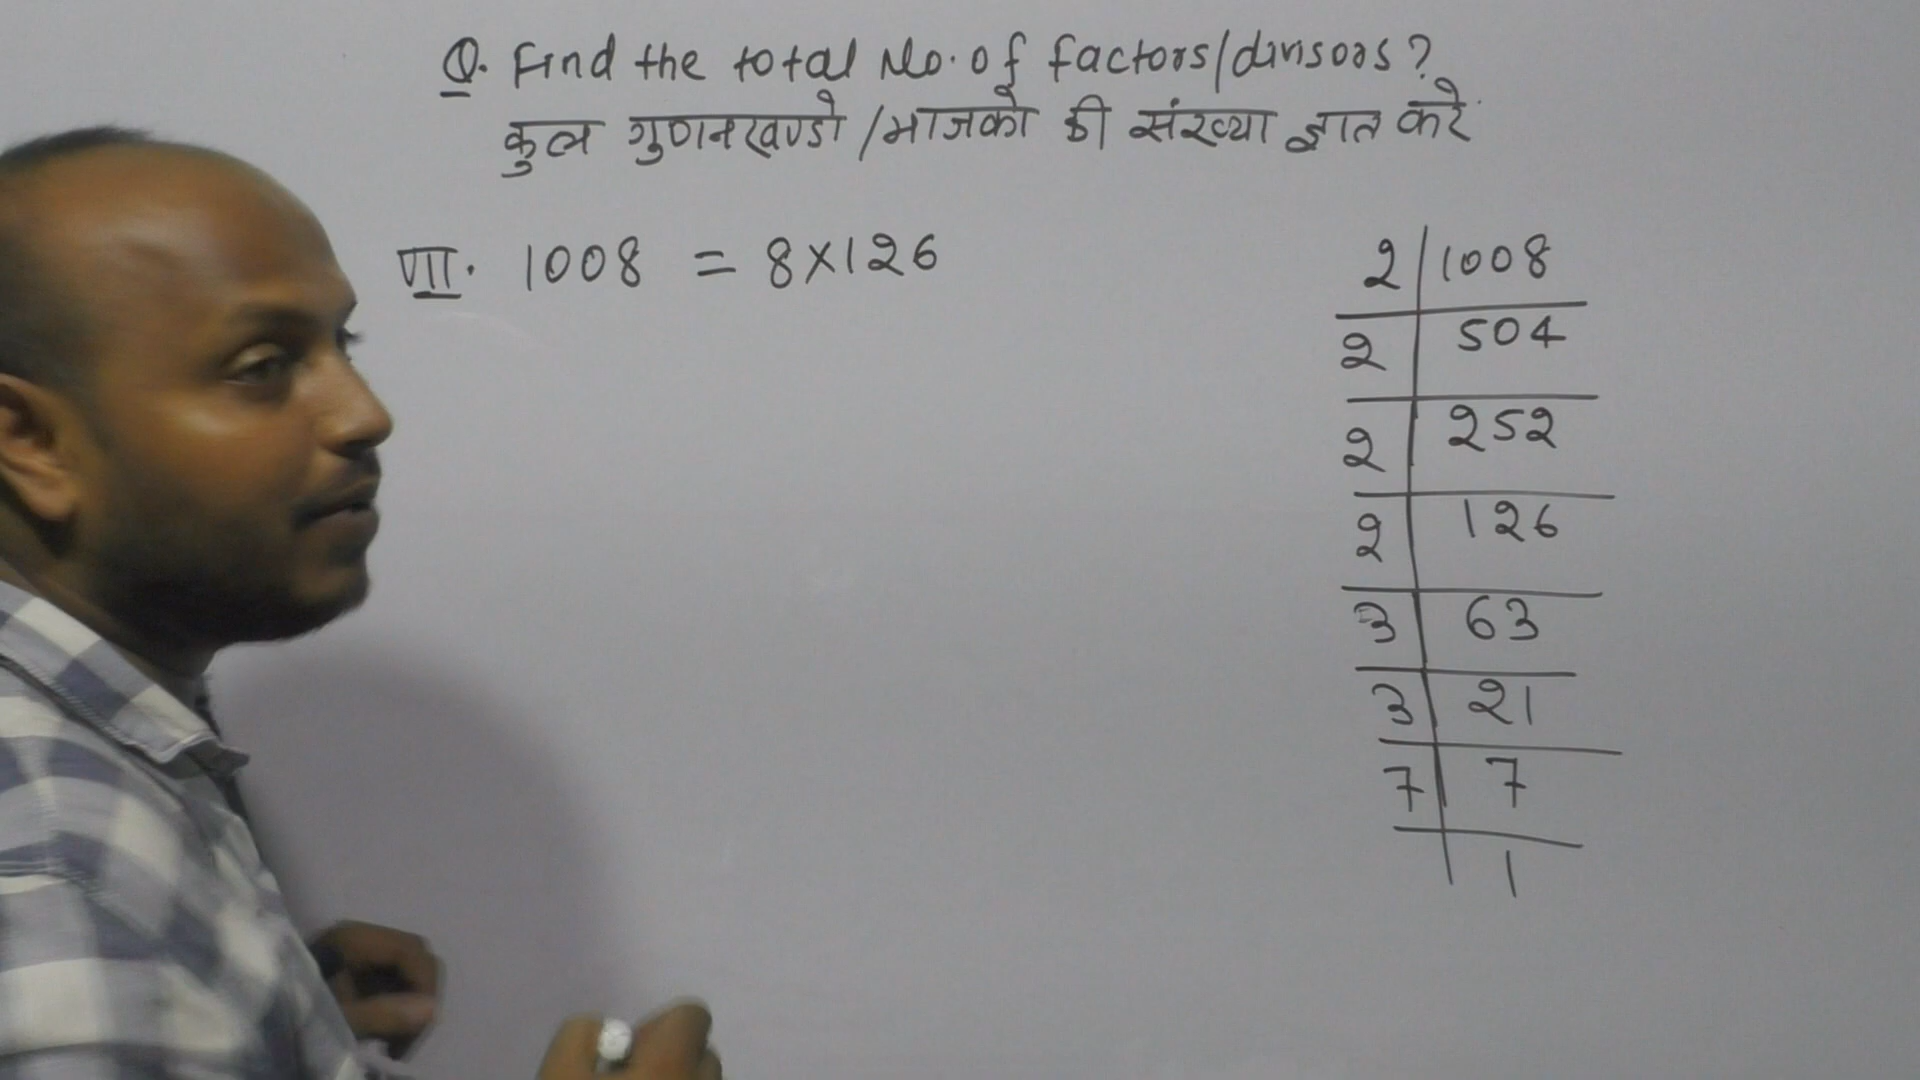 Q. Find the total No. of factors/divisors?
कुल गुणनखण्डो /भाजको की संख्या ज्ञात करे
VII. 1008 = 8×126
2 | 1008
2 | 504
2 | 252
2 | 126
3 | 63
3 | 21
7 | 7
1